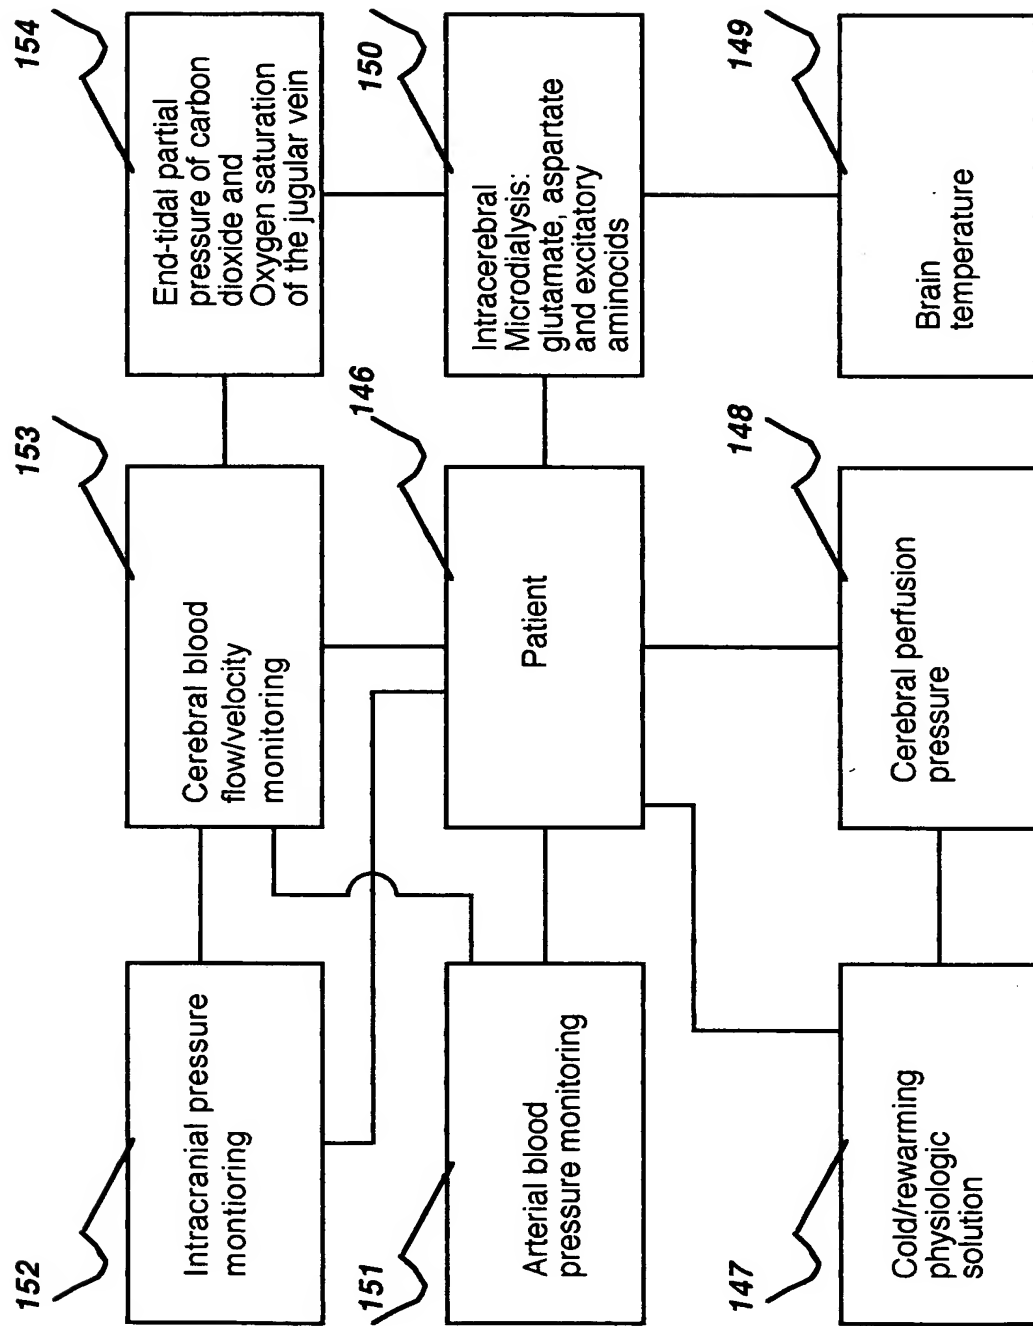 152
Intracranial pressure
montioring
153
Cerebral blood
flow/velocity
monitoring
154
End-tidal partial
pressure of carbon
dioxide and
Oxygen saturation
of the jugular vein
151
Arterial blood
pressure monitoring
146
Patient
150
Intracerebral
Microdialysis:
glutamate, aspartate
and excitatory
aminocids
147
Cold/rewarming
physiologic
solution
148
Cerebral perfusion
pressure
149
Brain
temperature